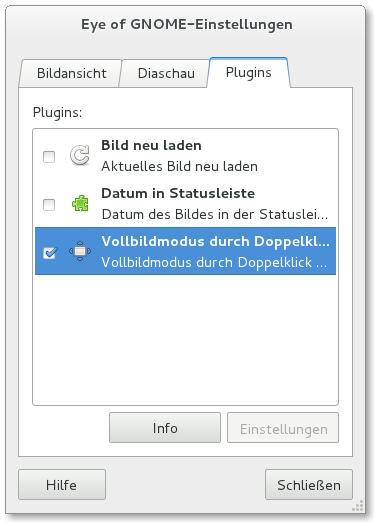 Eye of GNOME-Einstellungen
Bildansicht
Diaschau
Plugins
Plugins:
Bild neu laden
Aktuelles Bild neu laden
Datum in Statusleiste
Datum des Bildes in der Statuslei...
Vollbildmodus durch Doppelkl...
Vollbildmodus durch Doppelklick ...
Info
Einstellungen
Hilfe
Schließen